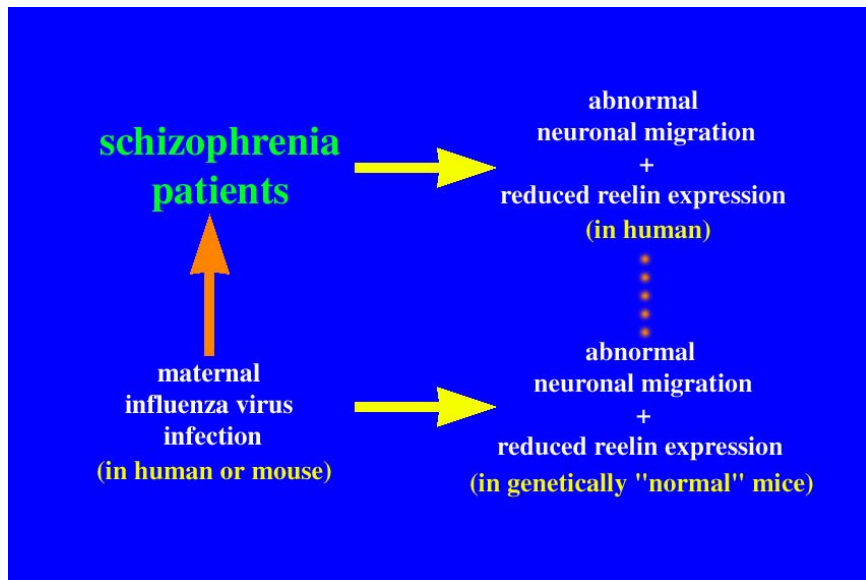 schizophrenia
patients
abnormal
neuronal migration
+
reduced reelin expression
(in human)
maternal
influenza virus
infection
(in human or mouse)
abnormal
neuronal migration
+
reduced reelin expression
(in genetically "normal" mice)